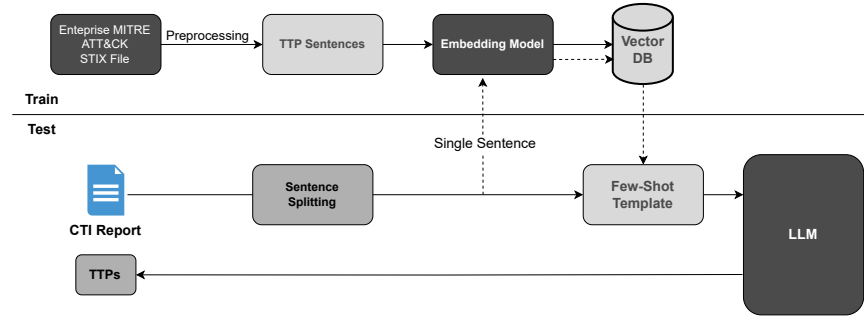 Enteprise MITRE
ATT&CK
STIX File
Preprocessing
TTP Sentences
Embedding Model
Vector
DB
Train
Test
Single Sentence
CTI Report
Sentence
Splitting
Few-Shot
Template
LLM
TTPs